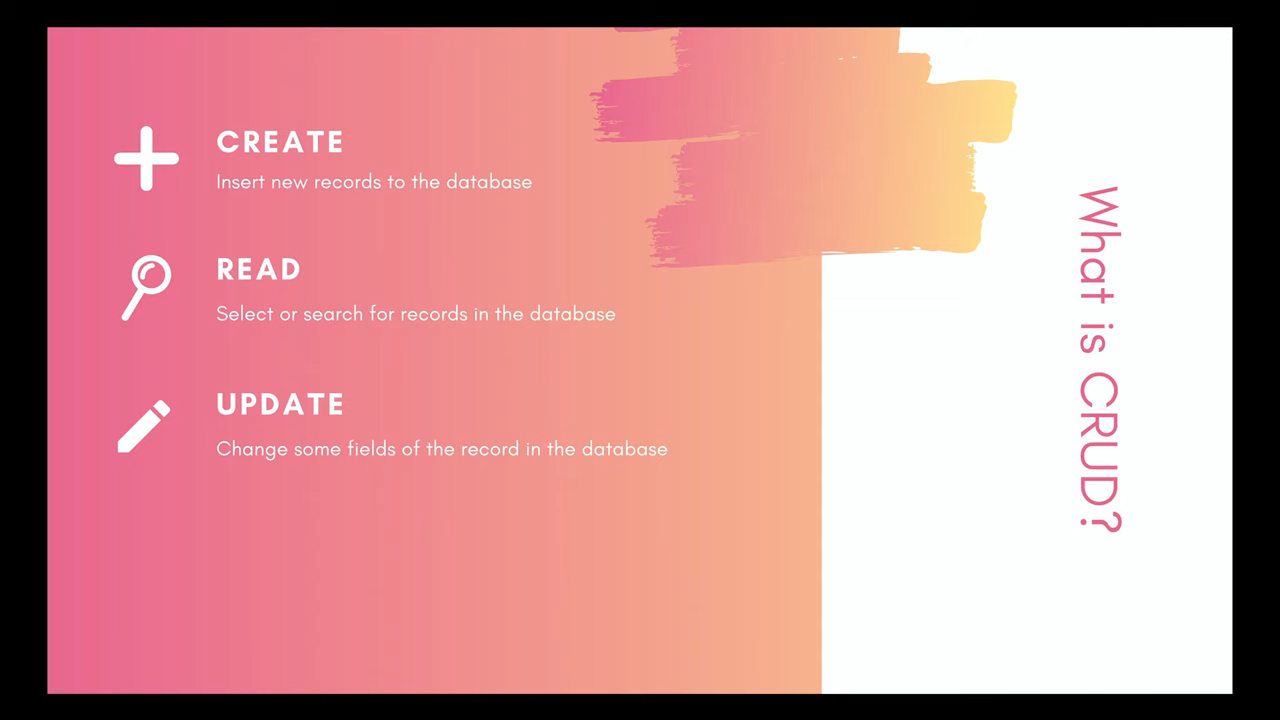 CREATE
Insert new records to the database
READ
Select or search for records in the database
UPDATE
Change some fields of the record in the database
What is CRUD?